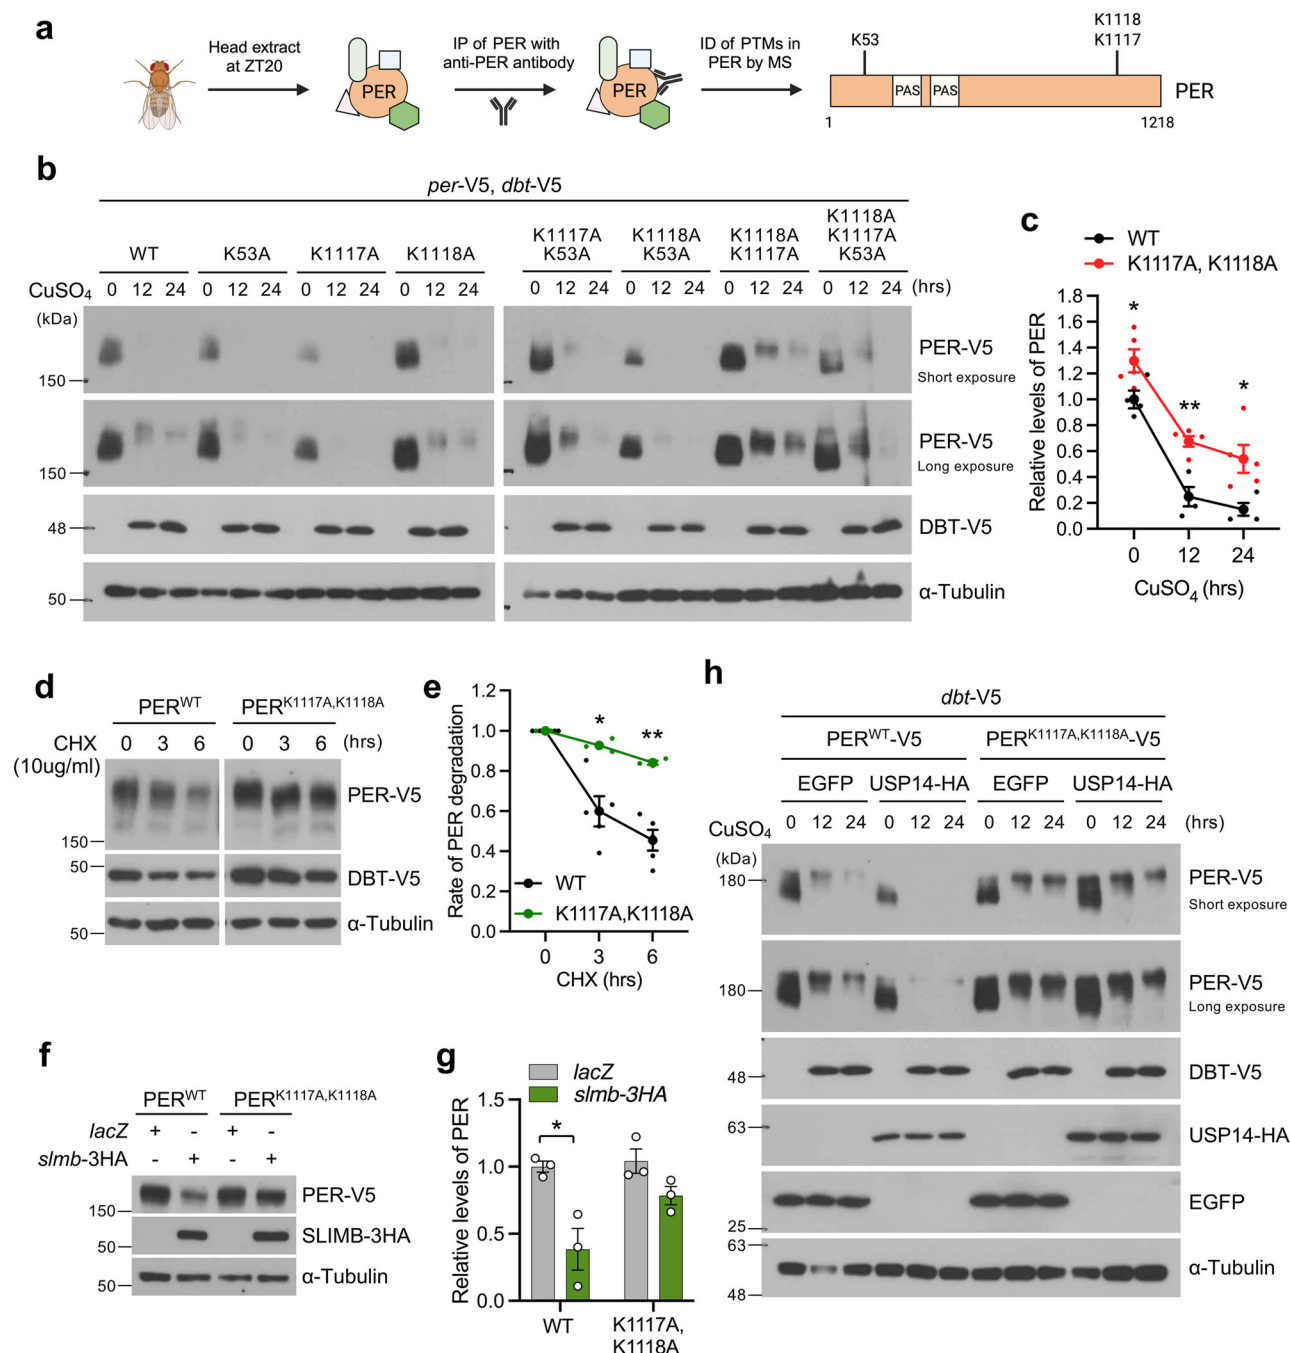 a
Head extract
at ZT20
PER
IP of PER with
anti-PER antibody
PER
ID of PTMs in
PER by MS
K1118
K53 K1117
PAS PAS
PER
1 1218
b
per-V5, dbt-V5
WT K53A K1117A K1118A
K1117A
K53A
K1118A
K53A
K1118A
K1117A
K1118A
K1117A
K53A
CuSO4 0 12 24 0 12 24 0 12 24 0 12 24 0 12 24 0 12 24 0 12 24 0 12 24 (hrs)
(kDa)
PER-V5
Short exposure
150
PER-V5
Long exposure
150
48 DBT-V5
50 α-Tubulin
c
WT
K1117A, K1118A
Relative levels of PER
1.8
1.6
1.4
1.2
1.0
0.8
0.6
0.4
0.2
0.0
* ** *
0 12 24
CuSO4 (hrs)
d
PERWT PERK1117A,K1118A
CHX 0 3 6 0 3 6 (hrs)
(10ug/ml)
PER-V5
150
50 DBT-V5
α-Tubulin
50
e
Rate of PER degradation
1.2
1.0
0.8
0.6
0.4
0.2
0.0
* **
WT
K1117A,K1118A
0 3 6
CHX (hrs)
f
PERWT PERK1117A,K1118A
lacZ + - + -
slmb-3HA - + - +
PER-V5
150
SLIMB-3HA
50
α-Tubulin
50
g
lacZ
slmb-3HA
Relative levels of PER
1.5
1.0
0.5
0.0
*
WT K1117A,
K1118A
h
dbt-V5
PERWT-V5 PERK1117A,K1118A-V5
EGFP USP14-HA EGFP USP14-HA
CuSO4 0 12 24 0 12 24 0 12 24 0 12 24 (hrs)
(kDa)
180 PER-V5
Short exposure
180 PER-V5
Long exposure
48 DBT-V5
63 USP14-HA
EGFP
25
63
α-Tubulin
48